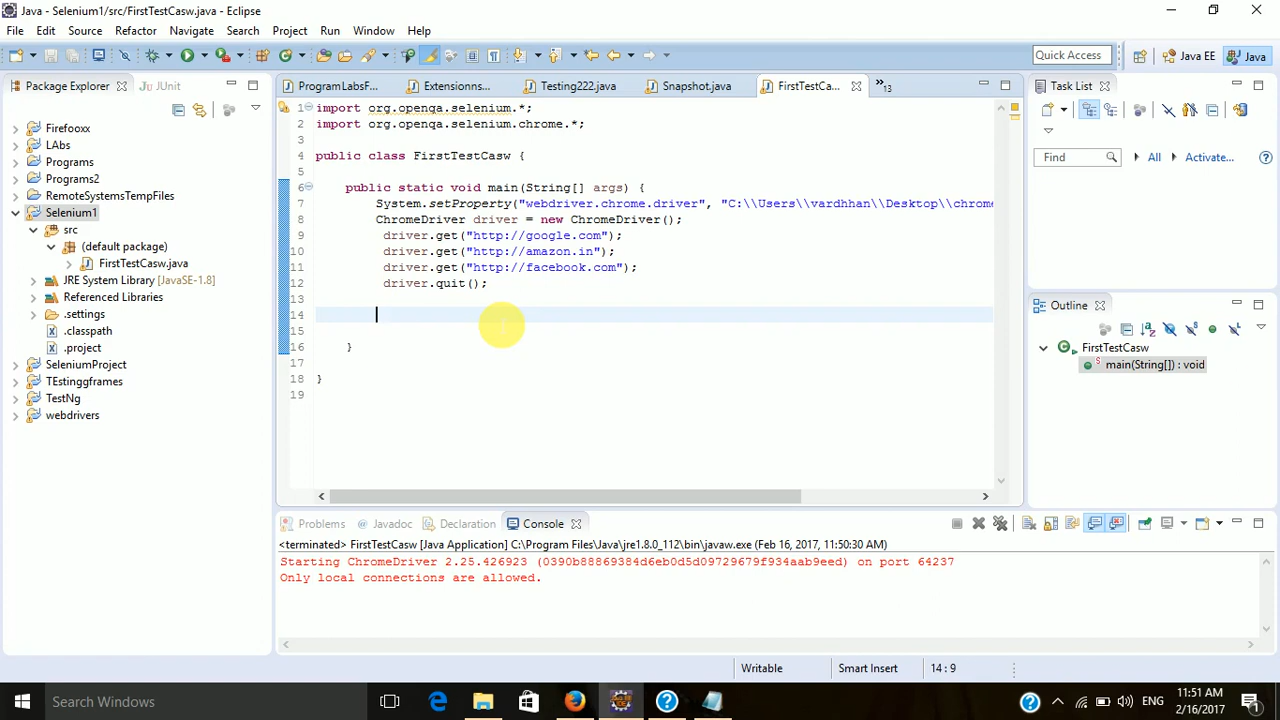 Java - Selenium1/src/FirstTestCasw.java - Eclipse
File Edit Source Refactor Navigate Search Project Run Window Help
Quick Access
Java EE
Java
Package Explorer
JUnit
Firefooxx
LAbs
Programs
Programs2
RemoteSystemsTempFiles
Selenium1
src
(default package)
FirstTestCasw.java
JRE System Library [JavaSE-1.8]
Referenced Libraries
.settings
.classpath
.project
SeleniumProject
TEstinggframes
TestNg
webdrivers
ProgramLabsF... Extensionns... Testing222.java Snapshot.java FirstTestCa... »13
1 import org.openqa.selenium.*;
2 import org.openqa.selenium.chrome.*;
3
4 public class FirstTestCasw {
5
6 public static void main(String[] args) {
7 System.setProperty("webdriver.chrome.driver", "C:\\Users\\vardhhan\\Desktop\\chrome
8 ChromeDriver driver = new ChromeDriver();
9 driver.get("http://google.com");
10 driver.get("http://amazon.in");
11 driver.get("http://facebook.com");
12 driver.quit();
13
14
15
16 }
17
18 }
19
Task List
Find
All
Activate...
Outline
FirstTestCasw
main(String[]) : void
Problems @ Javadoc Declaration Console
<terminated> FirstTestCasw [Java Application] C:\Program Files\Java\jre1.8.0_112\bin\javaw.exe (Feb 16, 2017, 11:50:30 AM)
Starting ChromeDriver 2.25.426923 (0390b88869384d6eb0d5d09729679f934aab9eed) on port 64237
Only local connections are allowed.
Writable
Smart Insert
14 : 9
Search Windows
ENG
11:51 AM
2/16/2017